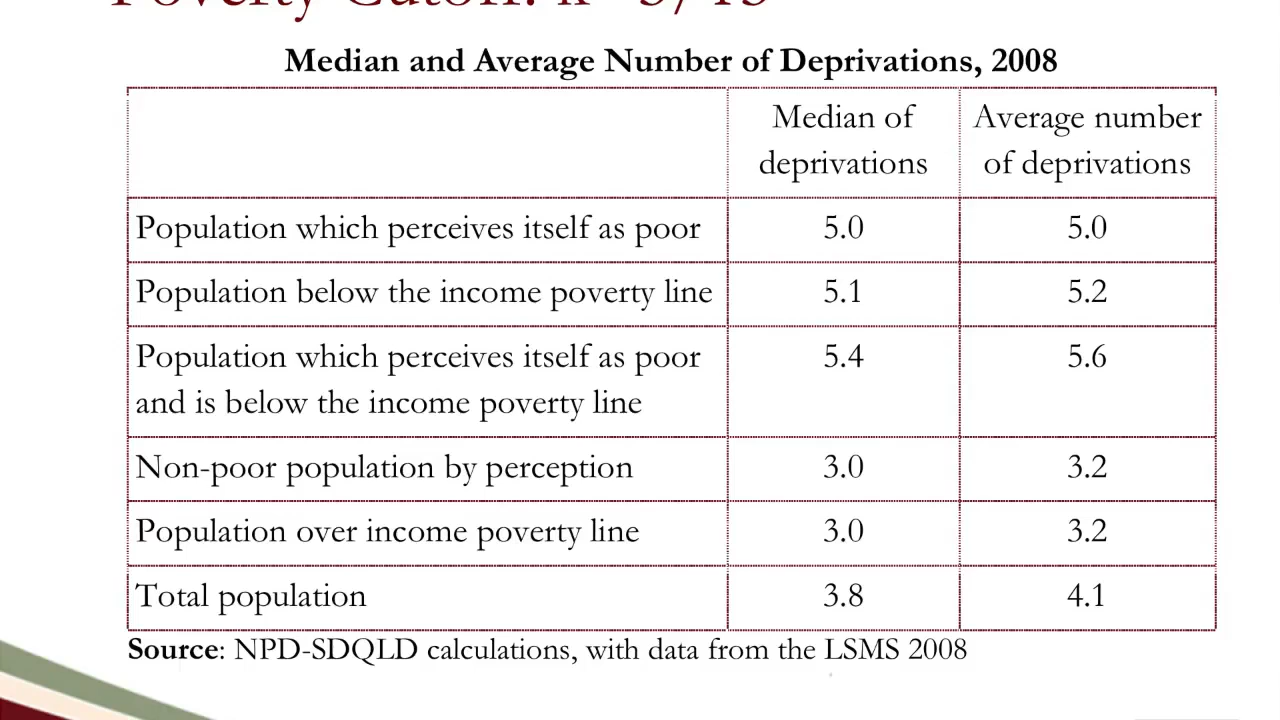 Poverty Cutoff: k=5/15
Median and Average Number of Deprivations, 2008
Median of deprivations
Average number of deprivations
Population which perceives itself as poor 5.0 5.0
Population below the income poverty line 5.1 5.2
Population which perceives itself as poor and is below the income poverty line 5.4 5.6
Non-poor population by perception 3.0 3.2
Population over income poverty line 3.0 3.2
Total population 3.8 4.1
Source: NPD-SDQLD calculations, with data from the LSMS 2008